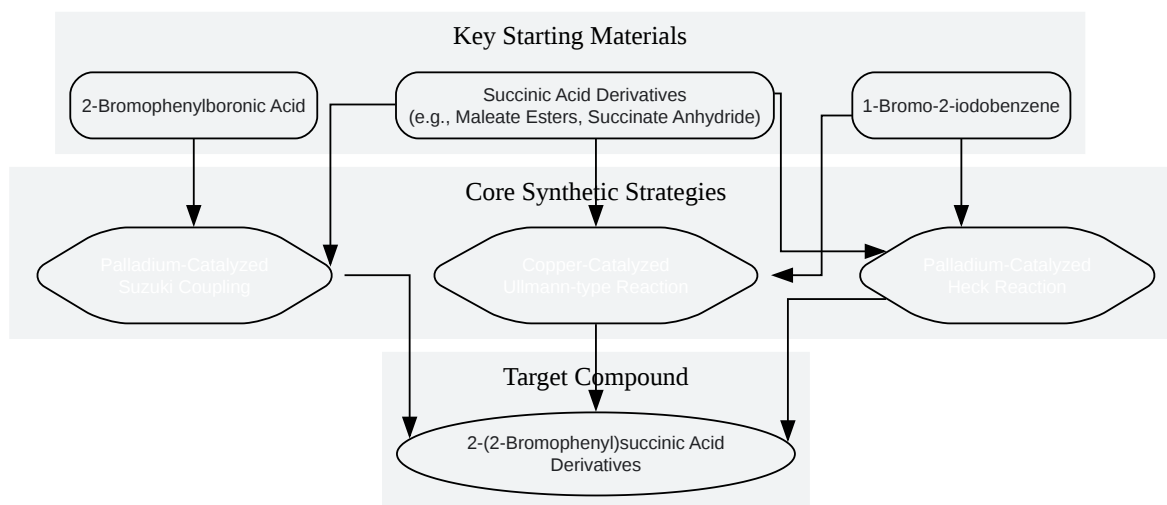 Key Starting Materials
2-Bromophenylboronic Acid
Succinic Acid Derivatives
(e.g., Maleate Esters, Succinate Anhydride)
1-Bromo-2-iodobenzene
Core Synthetic Strategies
Palladium-Catalyzed
Suzuki Coupling
Copper-Catalyzed
Ullmann-type Reaction
Palladium-Catalyzed
Heck Reaction
Target Compound
2-(2-Bromophenyl)succinic Acid
Derivatives